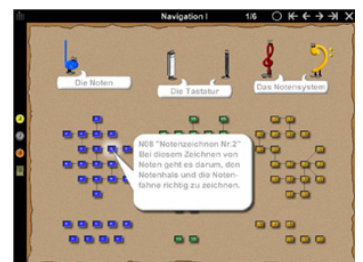 Navigation I 1/6
Die Noten
Die Tastatur
Das Notensystem
N08 "Notenzeichnen Nr.2"
Bei diesem Zeichnen von
Noten geht es darum, den
Notenhals und die Noten-
fahne richtig zu zeichnen.